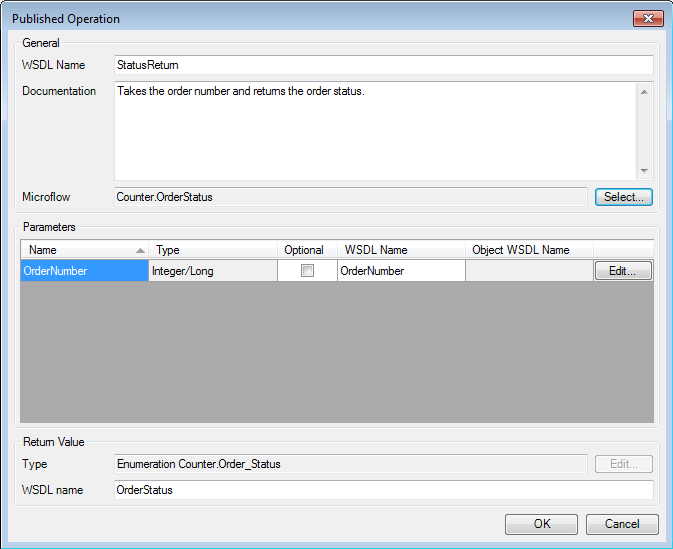 Published Operation
General
WSDL Name StatusReturn
Documentation Takes the order number and returns the order status.
Microflow Counter.OrderStatus Select...
Parameters
Name Type Optional WSDL Name Object WSDL Name
OrderNumber Integer/Long OrderNumber Edit...
Return Value
Type Enumeration Counter.Order_Status Edit...
WSDL name OrderStatus
OK Cancel